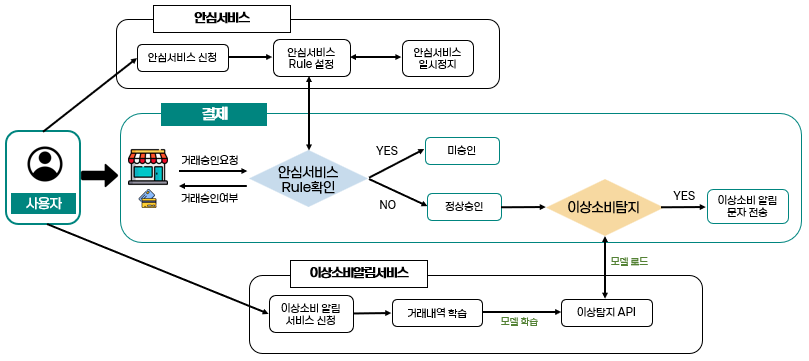 안심서비스
안심서비스 신청
안심서비스
Rule 설정
안심서비스
일시정지
결제
사용자
거래승인요청
거래승인여부
안심서비스
Rule확인
YES
미승인
NO
정상승인
이상소비탐지
YES
이상소비 알림
문자 전송
모델 로드
이상소비알림서비스
이상소비 알림
서비스 신청
거래내역 학습
모델 학습
이상탐지 API